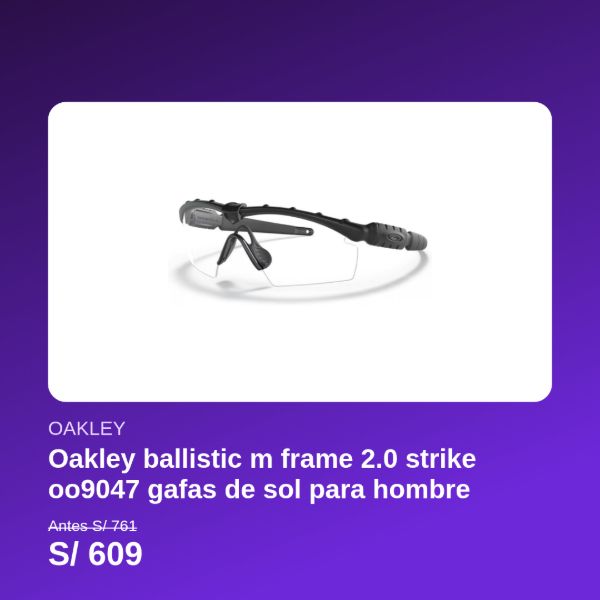 OAKLEY
Oakley ballistic m frame 2.0 strike
oo9047 gafas de sol para hombre
Antes S/ 761
S/ 609